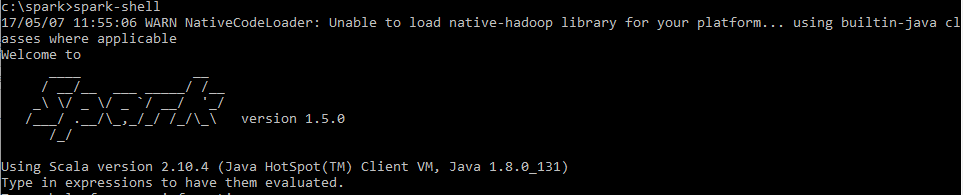 c:\spark>spark-shell
17/05/07 11:55:06 WARN NativeCodeLoader: Unable to load native-hadoop library for your platform... using builtin-java cl
asses where applicable
Welcome to
      ____              __
     / __/__  ___ _____/ /__
    _\ \/ _ \/ _ `/ __/  '_/
   /___/ .__/\_,_/_/ /_/\_\   version 1.5.0
      /_/
Using Scala version 2.10.4 (Java HotSpot(TM) Client VM, Java 1.8.0_131)
Type in expressions to have them evaluated.